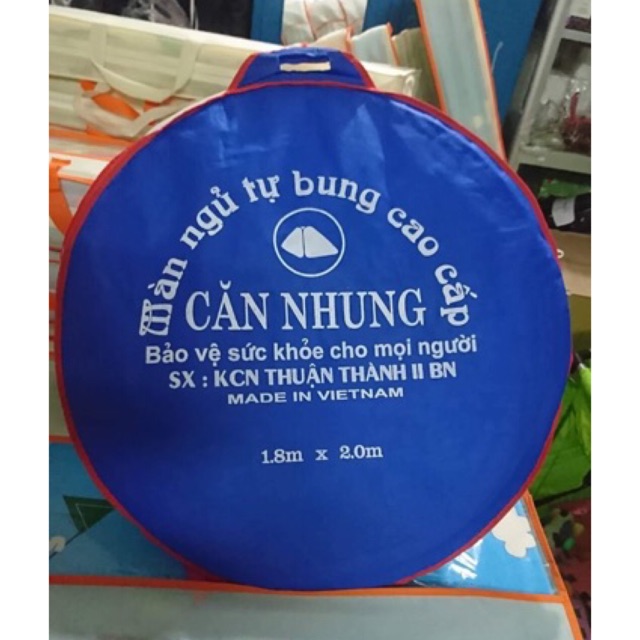 Màn ngủ tự bung cao cấp
CĂN NHUNG
Bảo vệ sức khỏe cho mọi người
SX : KCN THUẬN THÀNH II BN
MADE IN VIETNAM
1.8m x 2.0m